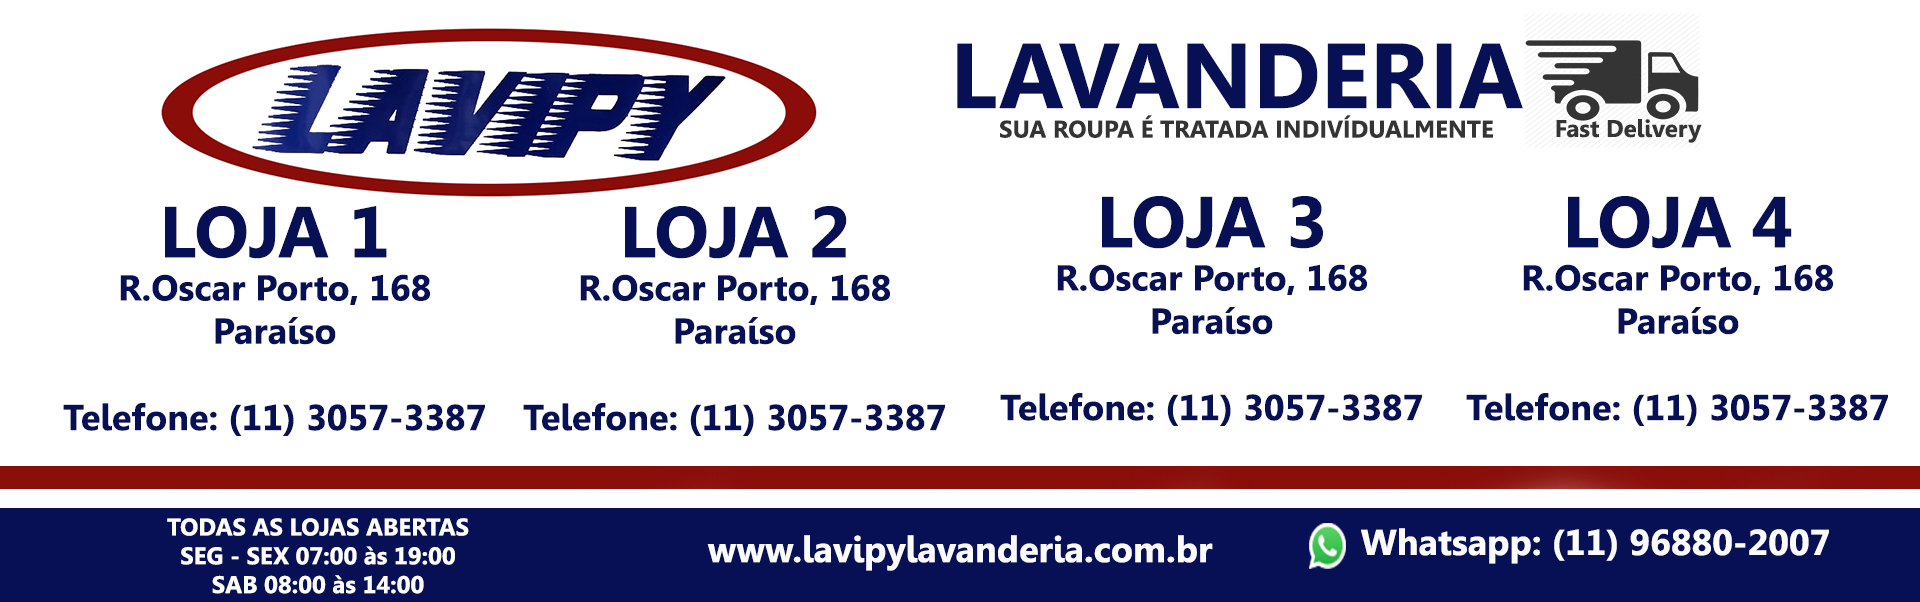 LAVIPY
LAVANDERIA
SUA ROUPA É TRATADA INDIVÍDUALMENTE
Fast Delivery
LOJA 1
R.Oscar Porto, 168
Paraíso
Telefone: (11) 3057-3387
LOJA 2
R.Oscar Porto, 168
Paraíso
Telefone: (11) 3057-3387
LOJA 3
R.Oscar Porto, 168
Paraíso
Telefone: (11) 3057-3387
LOJA 4
R.Oscar Porto, 168
Paraíso
Telefone: (11) 3057-3387
TODAS AS LOJAS ABERTAS
SEG - SEX 07:00 às 19:00
SAB 08:00 às 14:00
www.lavipylavanderia.com.br
Whatsapp: (11) 96880-2007